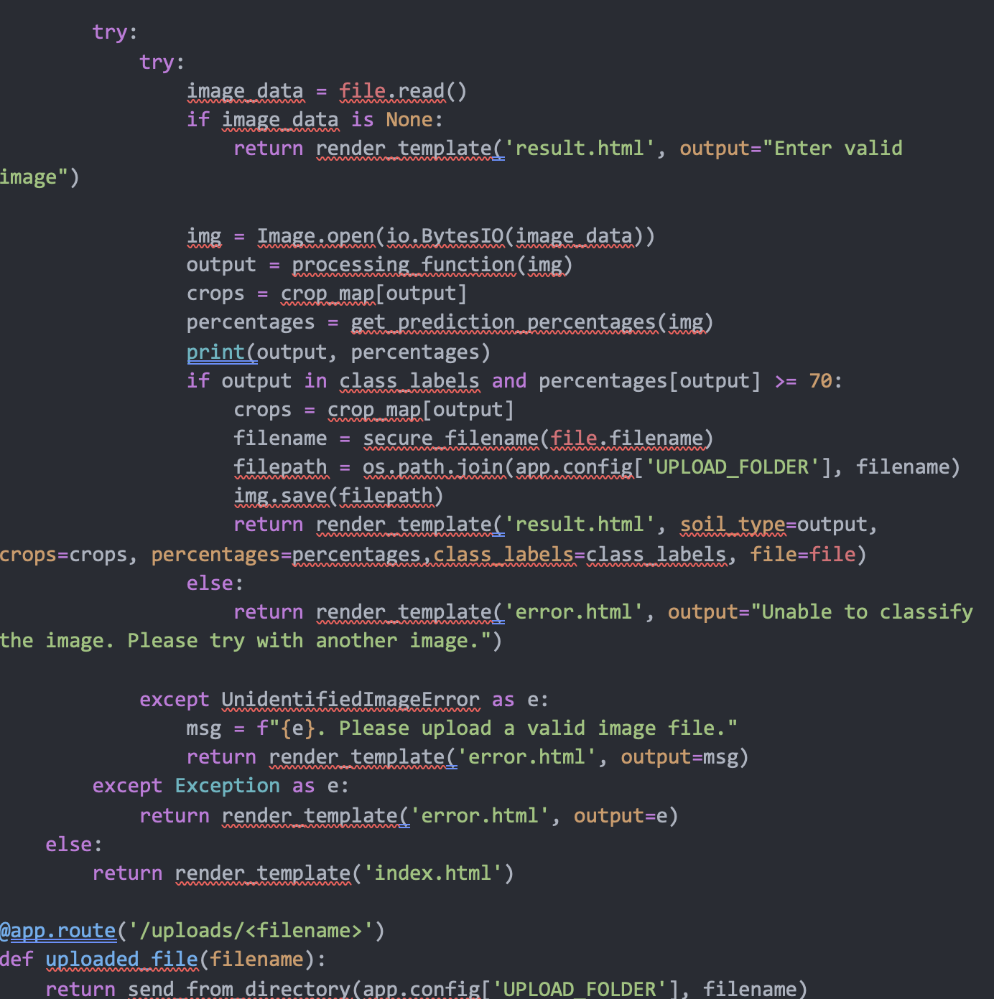 try:
try:
image_data = file.read()
if image_data is None:
return render_template('result.html', output="Enter valid
image")
img = Image.open(io.BytesIO(image_data))
output = processing_function(img)
crops = crop_map[output]
percentages = get_prediction_percentages(img)
print(output, percentages)
if output in class_labels and percentages[output] >= 70:
crops = crop_map[output]
filename = secure_filename(file.filename)
filepath = os.path.join(app.config['UPLOAD_FOLDER'], filename)
img.save(filepath)
return render_template('result.html', soil_type=output,
crops=crops, percentages=percentages,class_labels=class_labels, file=file)
else:
return render_template('error.html', output="Unable to classify
the image. Please try with another image.")
except UnidentifiedImageError as e:
msg = f"{e}. Please upload a valid image file."
return render_template('error.html', output=msg)
except Exception as e:
return render_template('error.html', output=e)
else:
return render_template('index.html')
@app.route('/uploads/<filename>')
def uploaded_file(filename):
return send_from_directory(app.config['UPLOAD_FOLDER'], filename)